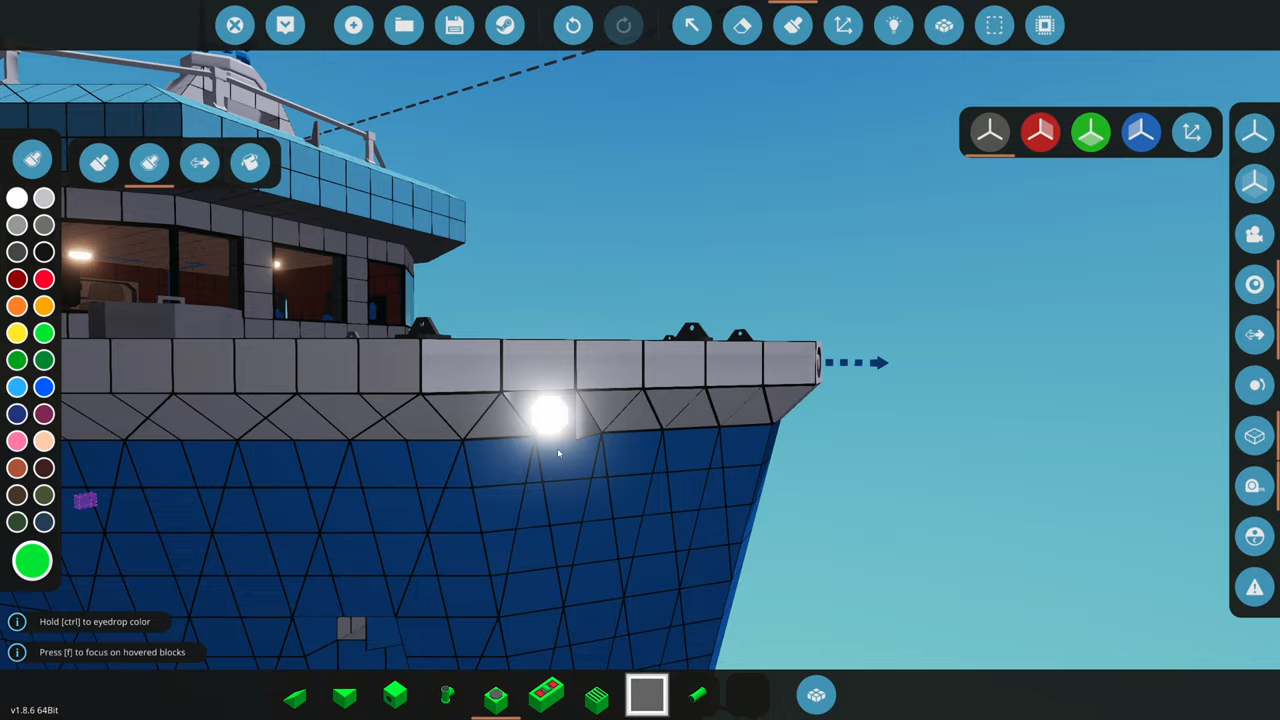 Hold [ctrl] to eyedrop color
Press [f] to focus on hovered blocks
v1.8.6 64Bit